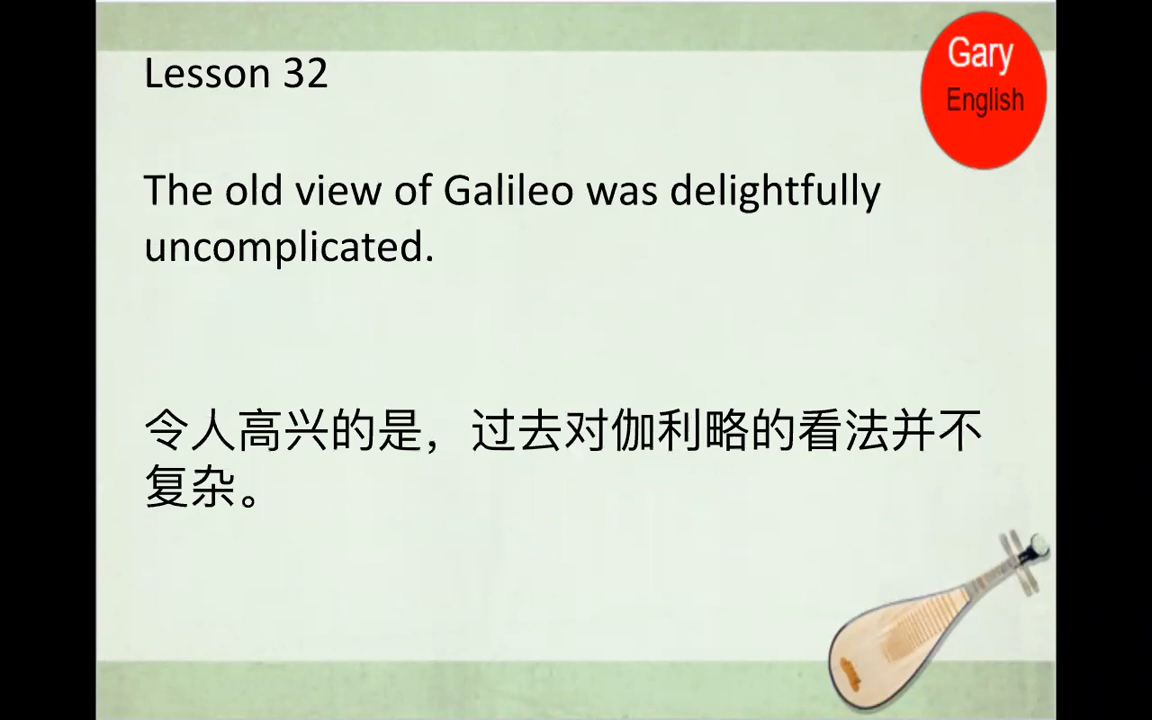 Lesson 32
Gary
English
The old view of Galileo was delightfully
uncomplicated.
令人高兴的是，过去对伽利略的看法并不
复杂。